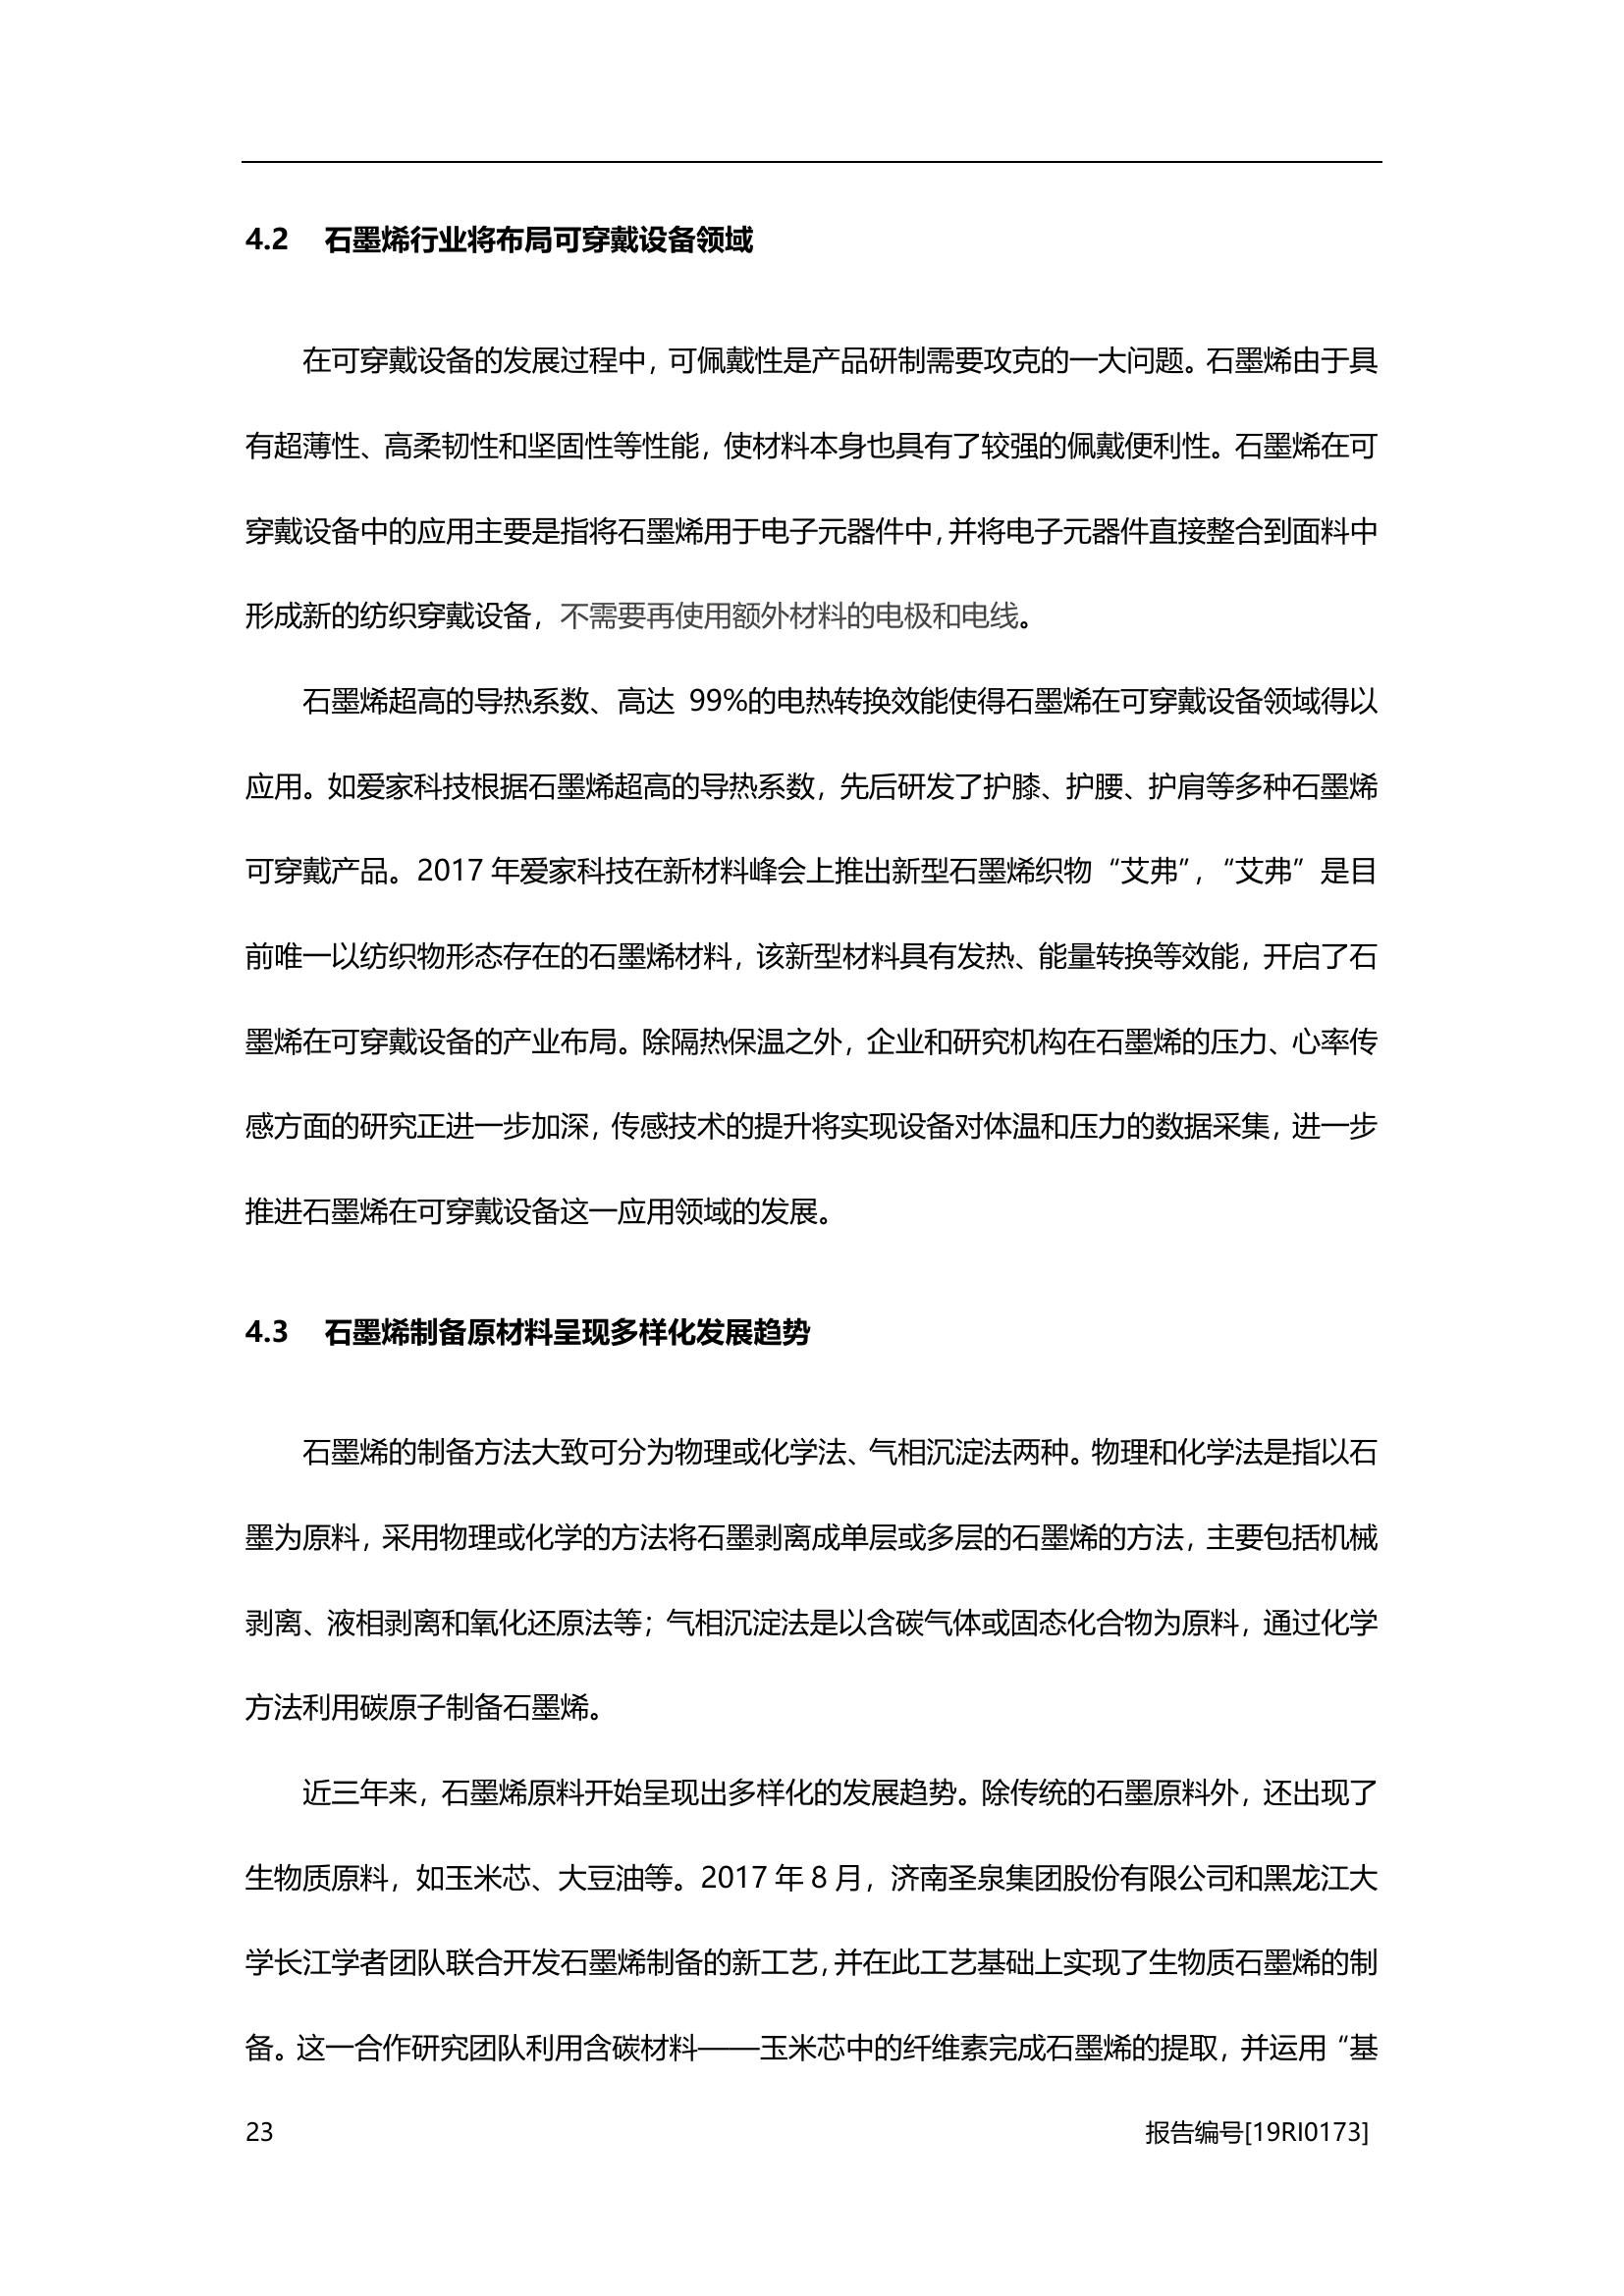 4.2 石墨烯行业将布局可穿戴设备领域
在可穿戴设备的发展过程中，可佩戴性是产品研制需要攻克的一大问题。石墨烯由于具
有超薄性、高柔韧性和坚固性等性能，使材料本身也具有了较强的佩戴便利性。石墨烯在可
穿戴设备中的应用主要是指将石墨烯用于电子元器件中，并将电子元器件直接整合到面料中
形成新的纺织穿戴设备，不需要再使用额外材料的电极和电线。
石墨烯超高的导热系数、高达 99%的电热转换效能使得石墨烯在可穿戴设备领域得以
应用。如爱家科技根据石墨烯超高的导热系数，先后研发了护膝、护腰、护肩等多种石墨烯
可穿戴产品。2017 年爱家科技在新材料峰会上推出新型石墨烯织物“艾弗”，“艾弗”是目
前唯一以纺织物形态存在的石墨烯材料，该新型材料具有发热、能量转换等效能，开启了石
墨烯在可穿戴设备的产业布局。除隔热保温之外，企业和研究机构在石墨烯的压力、心率传
感方面的研究正进一步加深，传感技术的提升将实现设备对体温和压力的数据采集，进一步
推进石墨烯在可穿戴设备这一应用领域的发展。
4.3 石墨烯制备原材料呈现多样化发展趋势
石墨烯的制备方法大致可分为物理或化学法、气相沉淀法两种。物理和化学法是指以石
墨为原料，采用物理或化学的方法将石墨剥离成单层或多层的石墨烯的方法，主要包括机械
剥离、液相剥离和氧化还原法等；气相沉淀法是以含碳气体或固态化合物为原料，通过化学
方法利用碳原子制备石墨烯。
近三年来，石墨烯原料开始呈现出多样化的发展趋势。除传统的石墨原料外，还出现了
生物质原料，如玉米芯、大豆油等。2017 年 8 月，济南圣泉集团股份有限公司和黑龙江大
学长江学者团队联合开发石墨烯制备的新工艺，并在此工艺基础上实现了生物质石墨烯的制
备。这一合作研究团队利用含碳材料——玉米芯中的纤维素完成石墨烯的提取，并运用“基
23 报告编号[19RI0173]